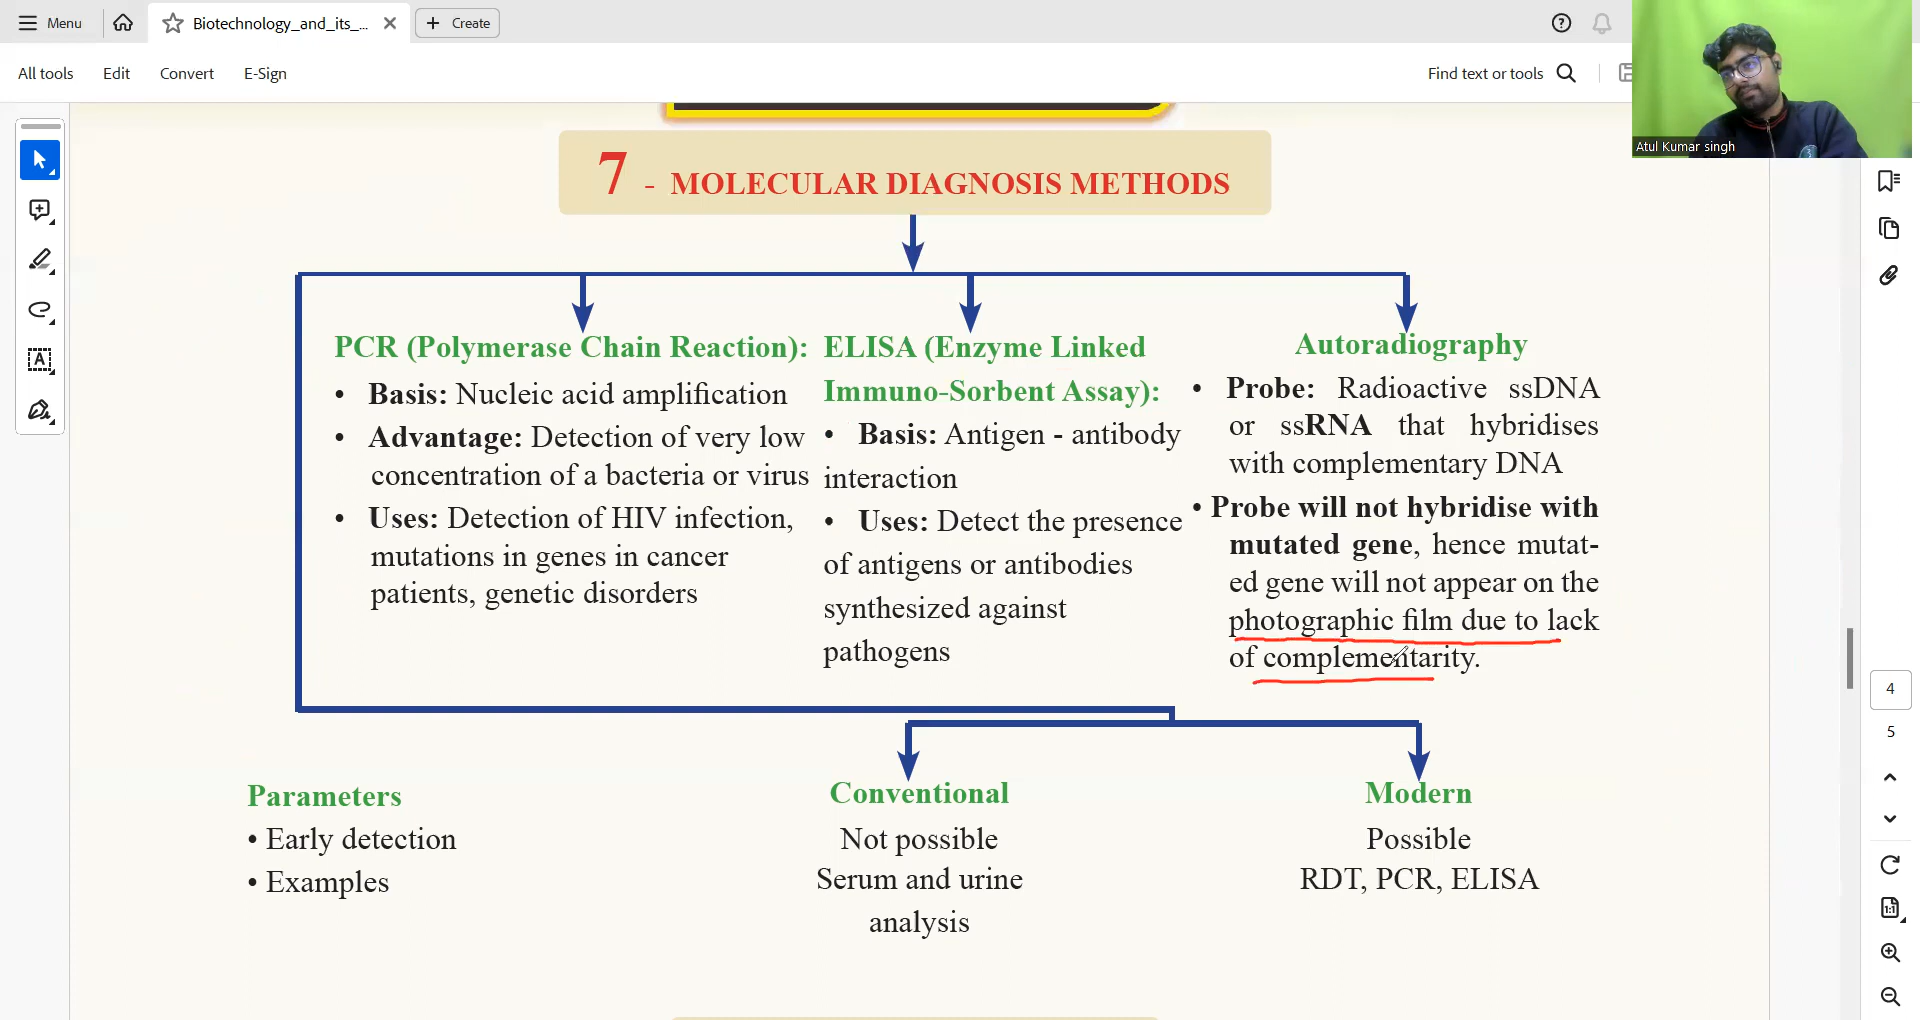 Menu
Biotechnology_and_its_...
Create
All tools
Edit
Convert
E-Sign
Find text or tools
Atul Kumar singh
7 - MOLECULAR DIAGNOSIS METHODS
PCR (Polymerase Chain Reaction):
• Basis: Nucleic acid amplification
• Advantage: Detection of very low
concentration of a bacteria or virus
• Uses: Detection of HIV infection,
mutations in genes in cancer
patients, genetic disorders
ELISA (Enzyme Linked
Immuno-Sorbent Assay):
• Basis: Antigen - antibody
interaction
• Uses: Detect the presence
of antigens or antibodies
synthesized against
pathogens
Autoradiography
• Probe: Radioactive ssDNA
or ssRNA that hybridises
with complementary DNA
• Probe will not hybridise with
mutated gene, hence mutat-
ed gene will not appear on the
photographic film due to lack
of complementarity.
Parameters
• Early detection
• Examples
Conventional
Not possible
Serum and urine
analysis
Modern
Possible
RDT, PCR, ELISA
4
5